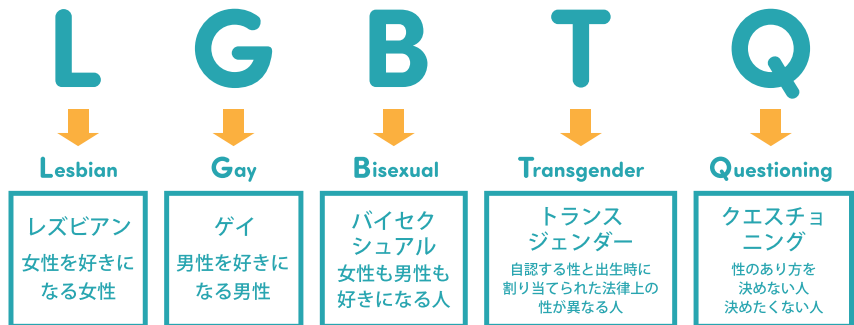 L G B T Q
Lesbian
Gay
Bisexual
Transgender
Questioning
レズビアン
女性を好きに
なる女性
ゲイ
男性を好きに
なる男性
バイセク
シュアル
女性も男性も
好きになる人
トランス
ジェンダー
自認する性と出生時に
割り当てられた法律上の
性が異なる人
クエスチョ
ニング
性のあり方を
決めない人
決めたくない人